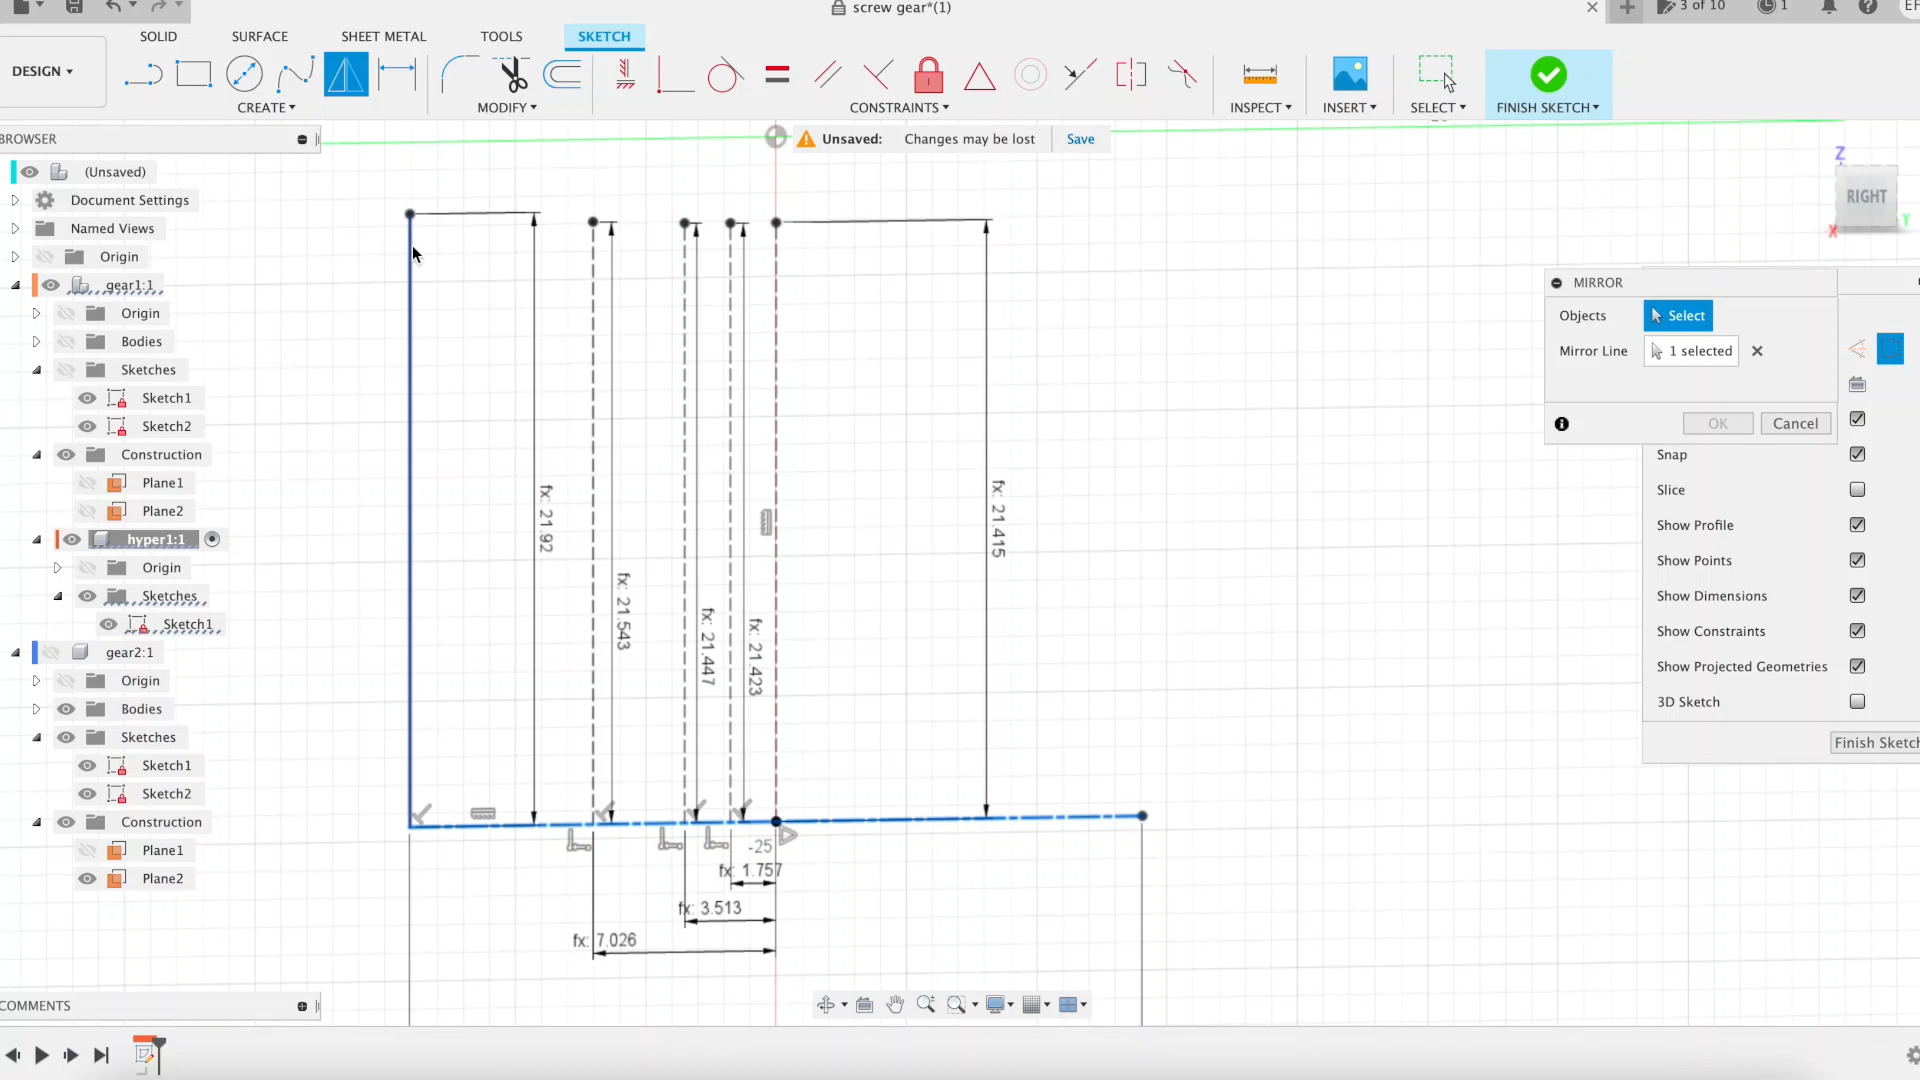 screw gear*(1)
3 of 10
1
EF
SOLID
SURFACE
SHEET METAL
TOOLS
SKETCH
DESIGN
CREATE
MODIFY
CONSTRAINTS
INSPECT
INSERT
SELECT
FINISH SKETCH
BROWSER
Unsaved: Changes may be lost Save
(Unsaved)
Document Settings
Named Views
Origin
gear1:1
Origin
Bodies
Sketches
Sketch1
Sketch2
Construction
Plane1
Plane2
hyper1:1
Origin
Sketches
Sketch1
gear2:1
Origin
Bodies
Sketches
Sketch1
Sketch2
Construction
Plane1
Plane2
COMMENTS
fx: 21.92
fx: 21.543
fx: 21.447
fx: 21.423
fx: 21.415
-25
fx: 1.757
fx: 3.513
fx: 7.026
Z
RIGHT
Y
X
MIRROR
Objects Select
Mirror Line 1 selected
OK Cancel
Snap
Slice
Show Profile
Show Points
Show Dimensions
Show Constraints
Show Projected Geometries
3D Sketch
Finish Sketch